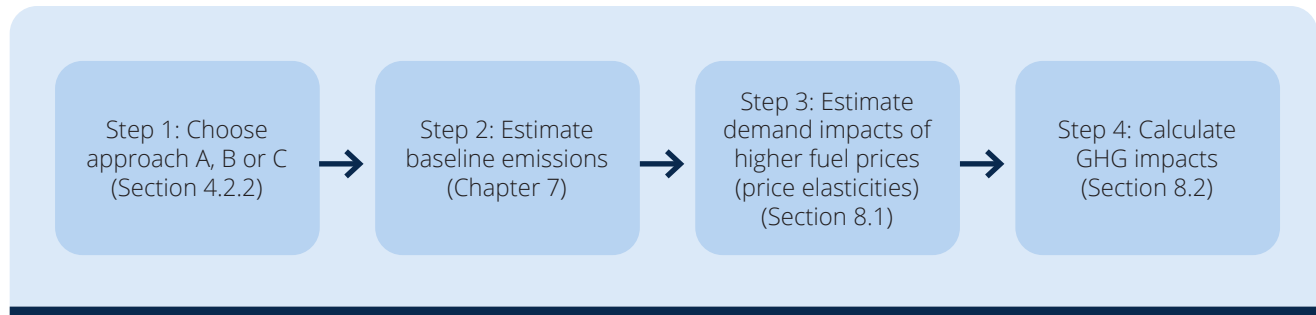 Step 1: Choose
approach A, B or C
(Section 4.2.2)
Step 2: Estimate
baseline emissions
(Chapter 7)
Step 3: Estimate
demand impacts of
higher fuel prices
(price elasticities)
(Section 8.1)
Step 4: Calculate
GHG impacts
(Section 8.2)